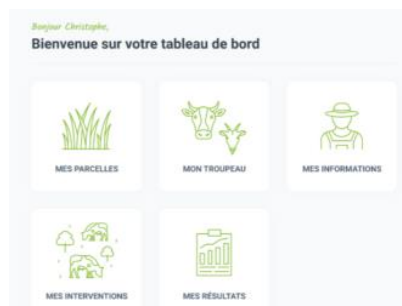 Bonjour Christophe,
Bienvenue sur votre tableau de bord
MES PARCELLES
MON TROUPEAU
MES INFORMATIONS
MES INTERVENTIONS
MES RÉSULTATS